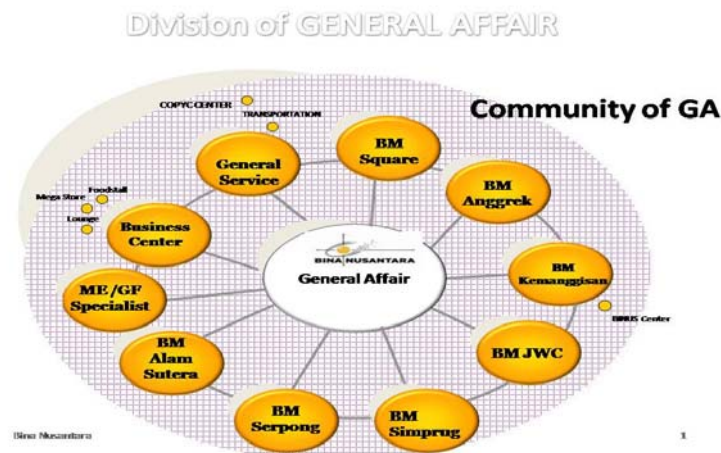 Division of GENERAL AFFAIR
Community of GA
COPYC CENTER
TRANSPORTATION
General
Service
BM
Square
BM
Anggrek
Mega Store
Foodstall
Lounge
Business
Center
BINA NUSANTARA
General Affair
BM
Kemanggisan
BINUS Center
ME/GF
Specialist
BM
Alam
Sutera
BM JWC
BM
Serpong
BM
Simprug
Bina Nusantara
1